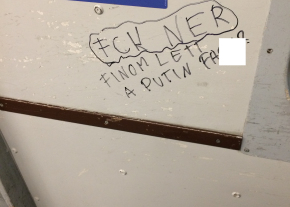 FCK NER
FINOM LETT
A PUTIN